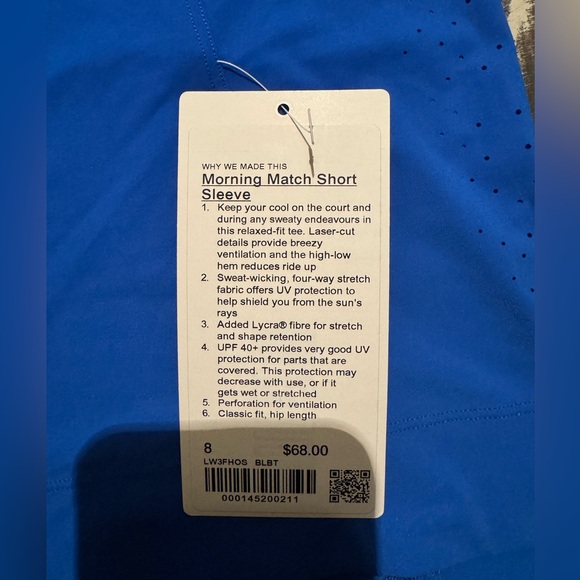 WHY WE MADE THIS
Morning Match Short
Sleeve
1. Keep your cool on the court and
during any sweaty endeavours in
this relaxed-fit tee. Laser-cut
details provide breezy
ventilation and the high-low
hem reduces ride up
2. Sweat-wicking, four-way stretch
fabric offers UV protection to
help shield you from the sun's
rays
3. Added Lycra® fibre for stretch
and shape retention
4. UPF 40+ provides very good UV
protection for parts that are
covered. This protection may
decrease with use, or if it
gets wet or stretched
5. Perforation for ventilation
6. Classic fit, hip length
8 $68.00
LW3FHOS BLBT
000145200211